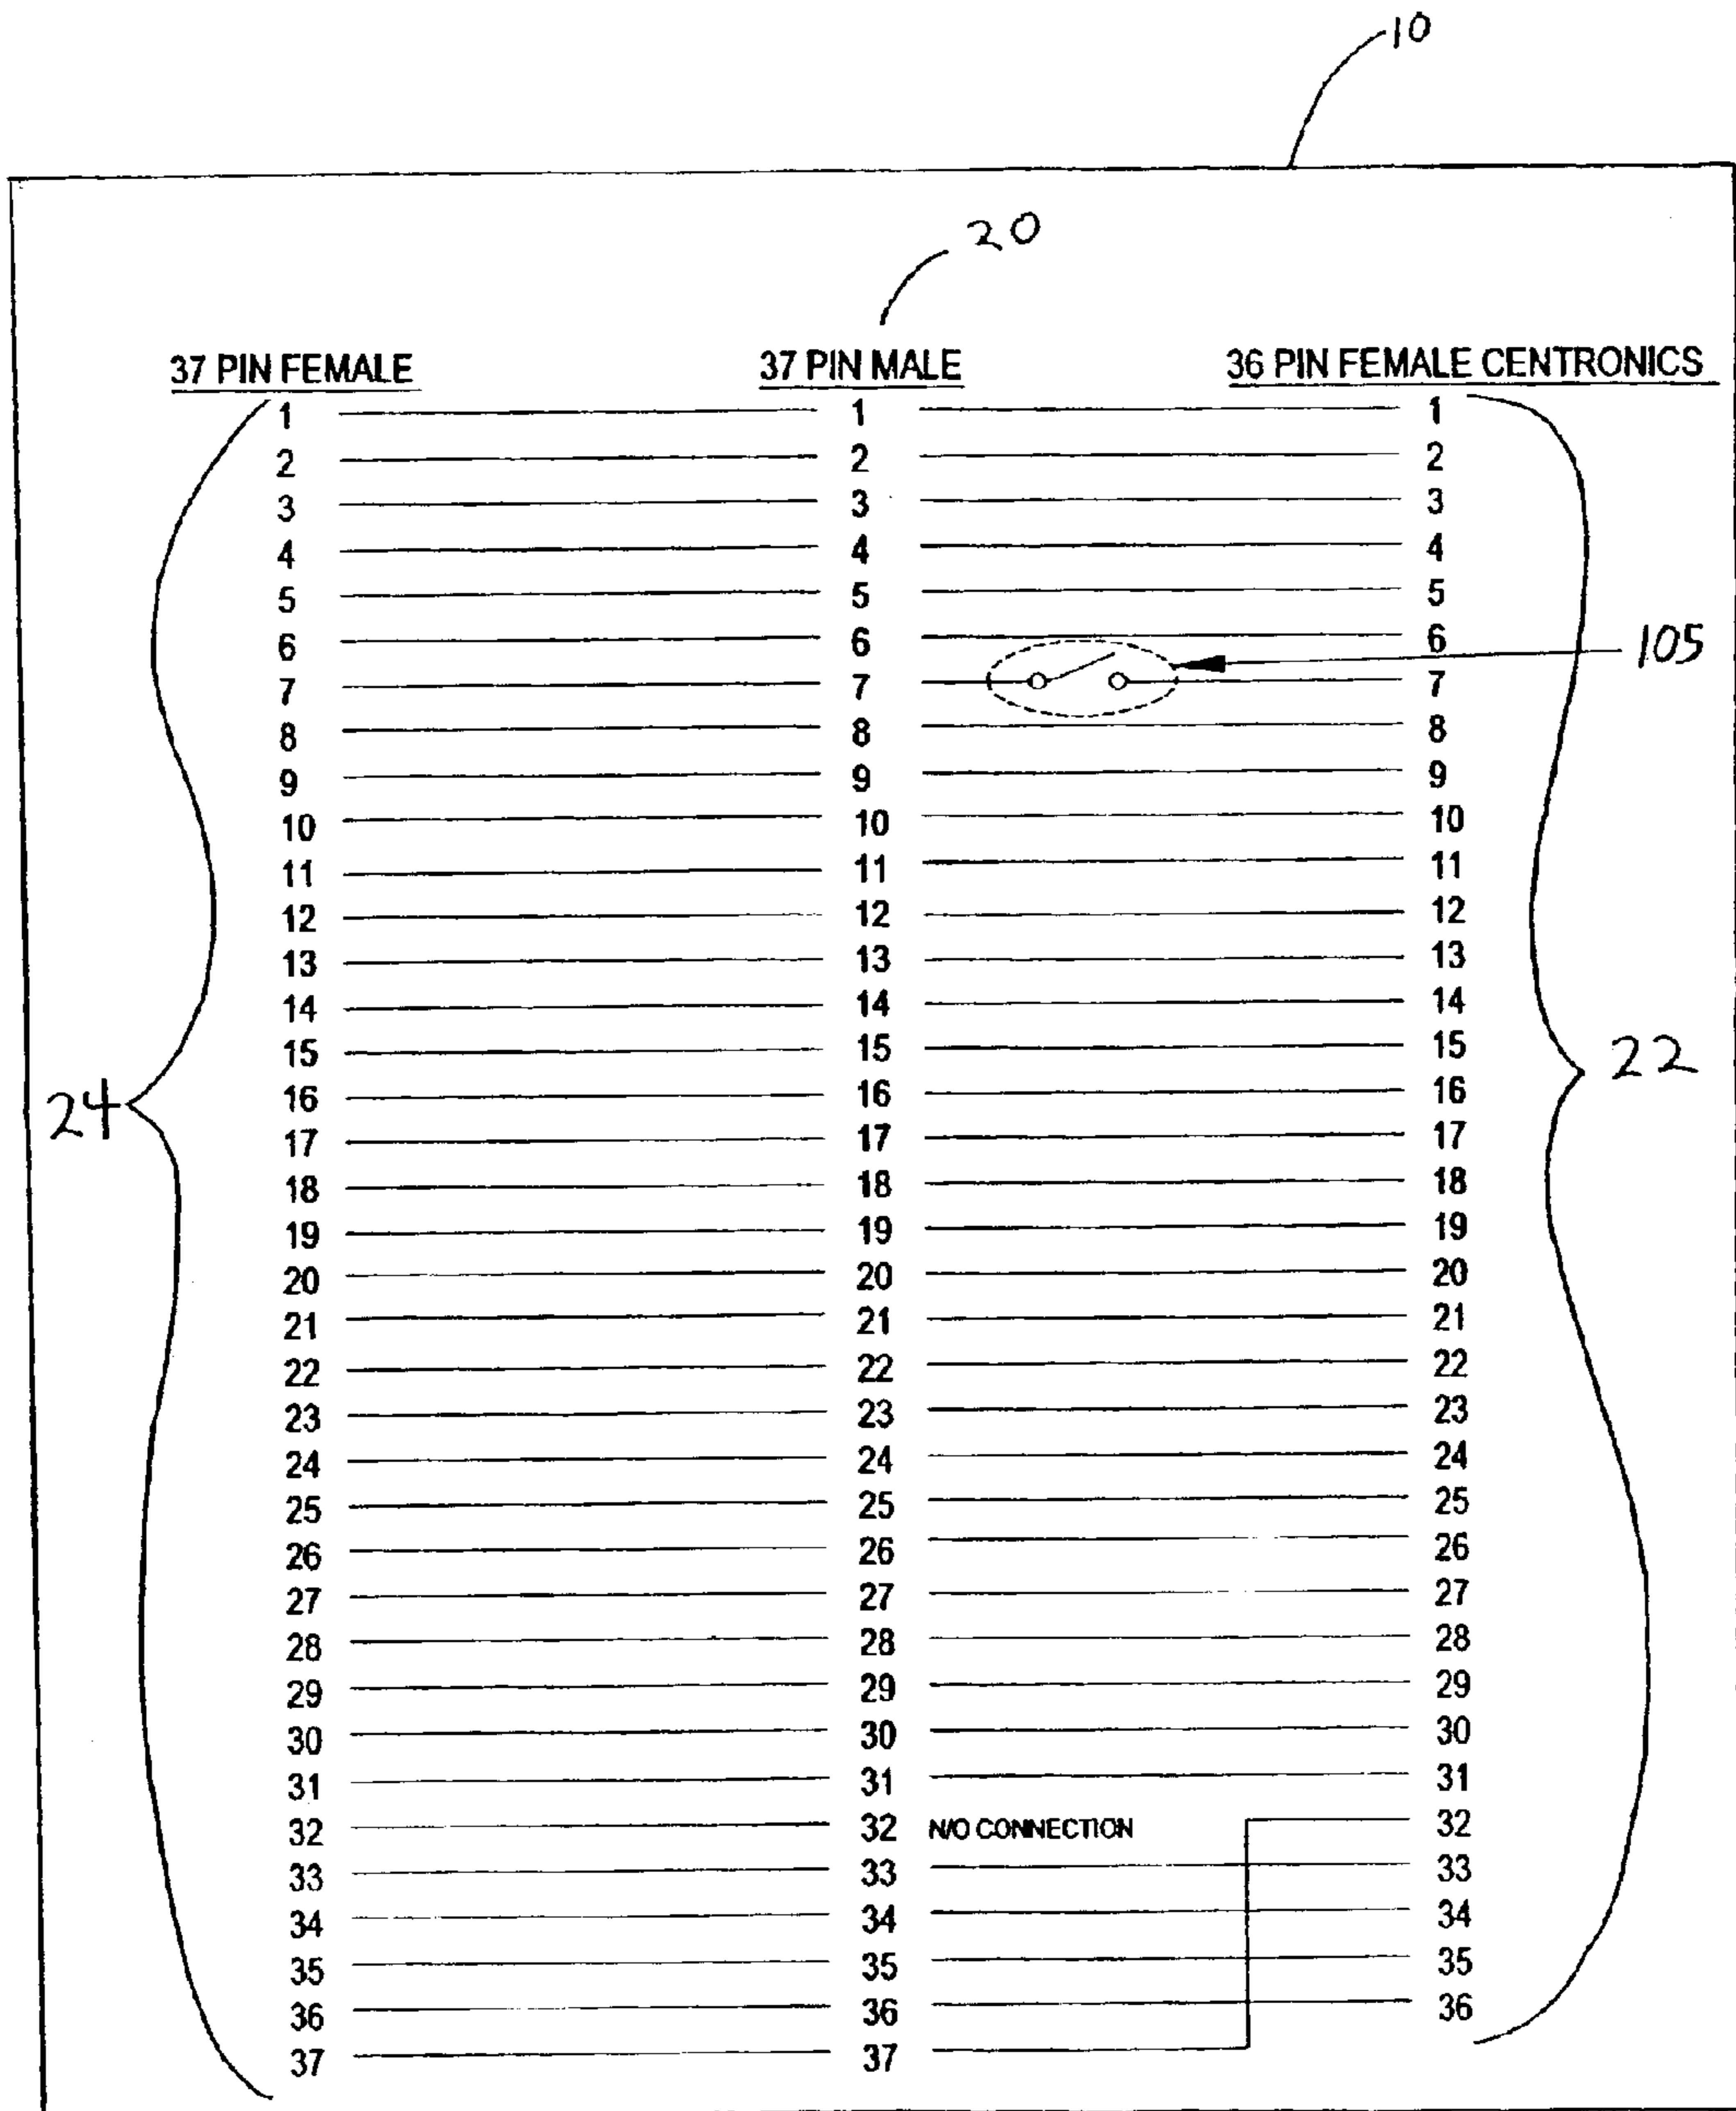 10
20
37 PIN FEMALE 37 PIN MALE 36 PIN FEMALE CENTRONICS
1 1 1
2 2 2
3 3 3
4 4 4
5 5 5
6 6 6
105
7 7 7
8 8 8
9 9 9
10 10 10
11 11 11
12 12 12
13 13 13
14 14 14
15 15 15
22
16 16 16
24
17 17 17
18 18 18
19 19 19
20 20 20
21 21 21
22 22 22
23 23 23
24 24 24
25 25 25
26 26 26
27 27 27
28 28 28
29 29 29
30 30 30
31 31 31
32 32 N/O CONNECTION 32
33 33 33
34 34 34
35 35 35
36 36 36
37 37